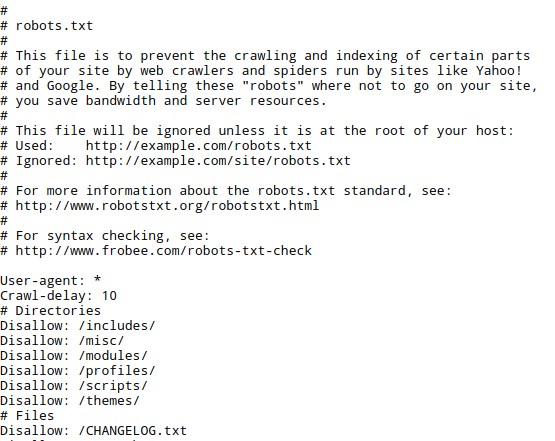 #
# robots.txt
#
# This file is to prevent the crawling and indexing of certain parts
# of your site by web crawlers and spiders run by sites like Yahoo!
# and Google. By telling these "robots" where not to go on your site,
# you save bandwidth and server resources.
#
# This file will be ignored unless it is at the root of your host:
# Used:    http://example.com/robots.txt
# Ignored: http://example.com/site/robots.txt
#
# For more information about the robots.txt standard, see:
# http://www.robotstxt.org/robotstxt.html
#
# For syntax checking, see:
# http://www.frobee.com/robots-txt-check

User-agent: *
Crawl-delay: 10
# Directories
Disallow: /includes/
Disallow: /misc/
Disallow: /modules/
Disallow: /profiles/
Disallow: /scripts/
Disallow: /themes/
# Files
Disallow: /CHANGELOG.txt